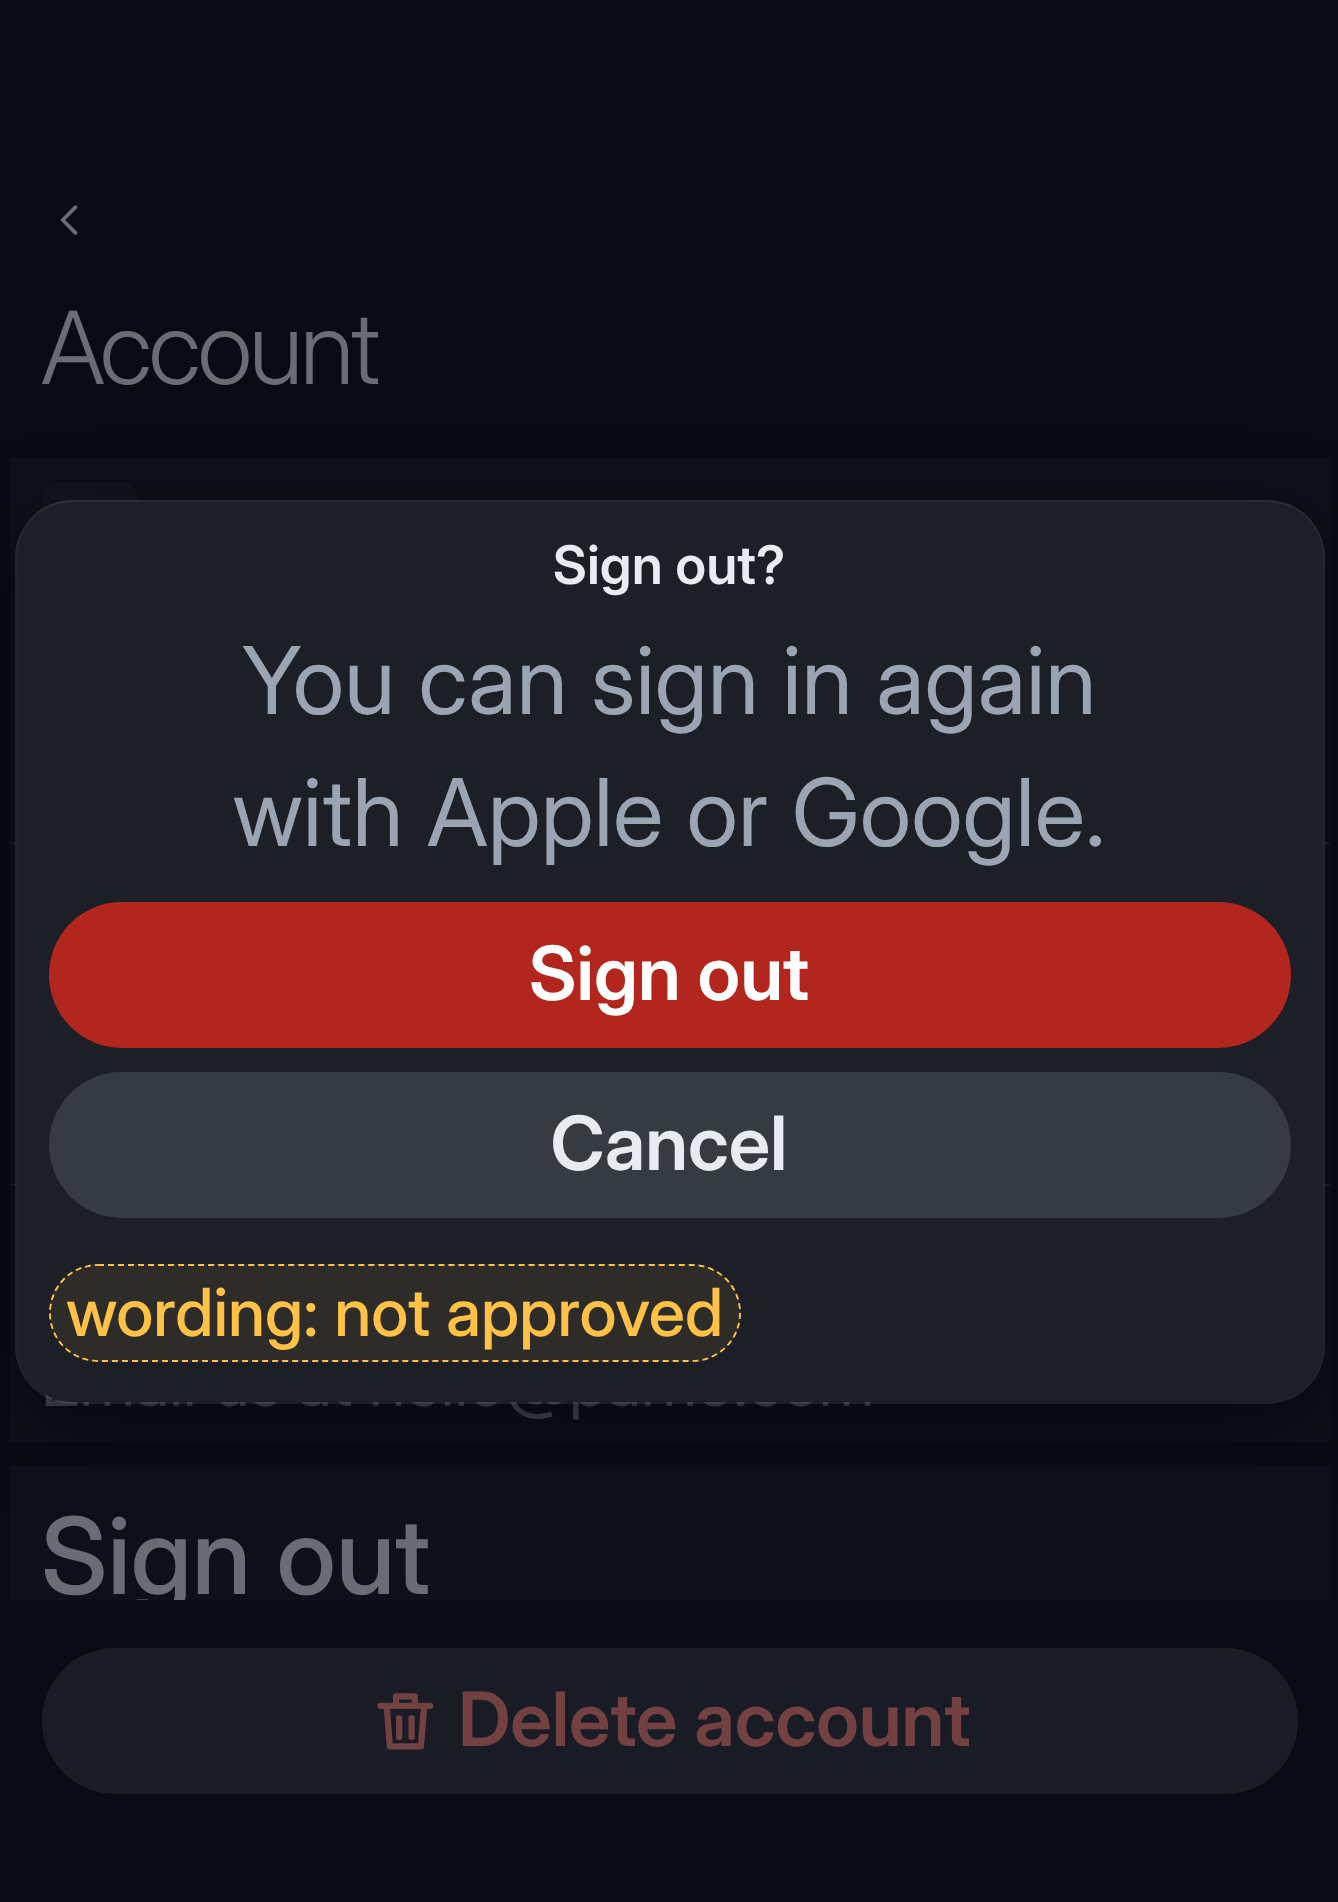 Account
Sign out?
You can sign in again
with Apple or Google.
Sign out
Cancel
wording: not approved
Sign out
Delete account